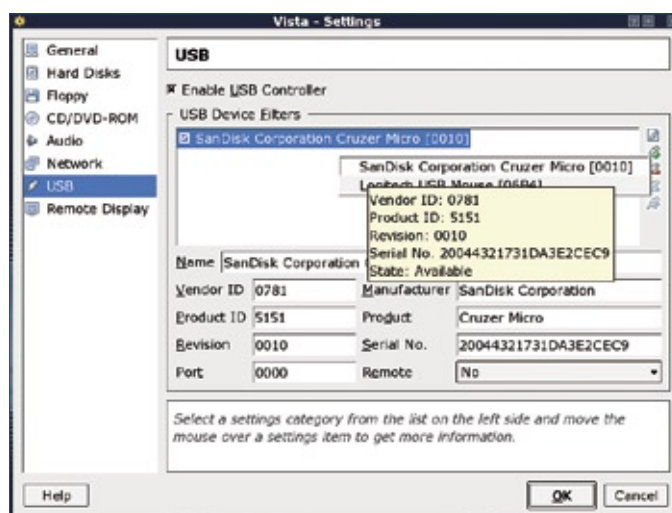 Vista - Settings
General
Hard Disks
Floppy
CD/DVD-ROM
Audio
Network
USB
Remote Display
USB
Enable USB Controller
USB Device Filters
SanDisk Corporation Cruzer Micro [0010]
SanDisk Corporation Cruzer Micro [0010]
Logitech USB Mouse [06B4]
Vendor ID: 0781
Product ID: 5151
Revision: 0010
Serial No. 20044321731DA3E2CEC9
State: Available
Name SanDisk Corporation
Vendor ID 0781 Manufacturer SanDisk Corporation
Product ID 5151 Product Cruzer Micro
Revision 0010 Serial No. 20044321731DA3E2CEC9
Port 0000 Remote No
Select a settings category from the list on the left side and move the
mouse over a settings item to get more information.
Help OK Cancel